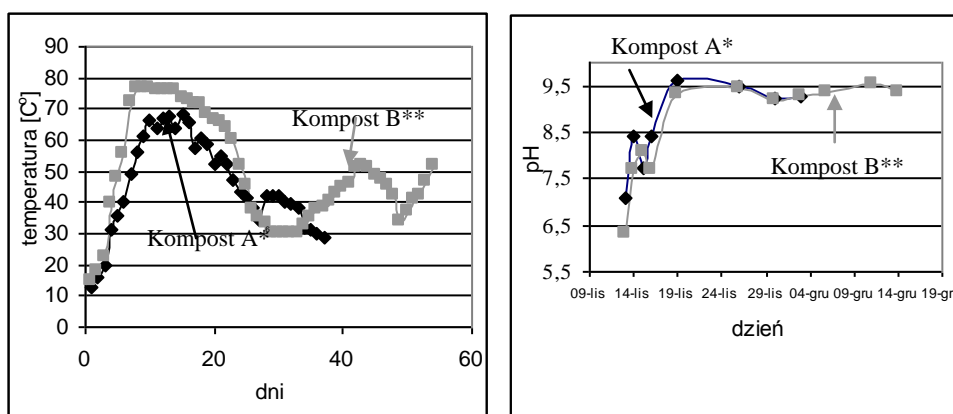 90
80
70
60
50
40
30
20
10
0
temperatura [C°]
Kompost B**
Kompost A*
0 20 40 60
dni
Kompost A*
9,5
8,5
7,5
6,5
5,5
pH
Kompost B**
09-lis 14-lis 19-lis 24-lis 29-lis 04-gru 09-gru 14-gru 19-gr
dzień